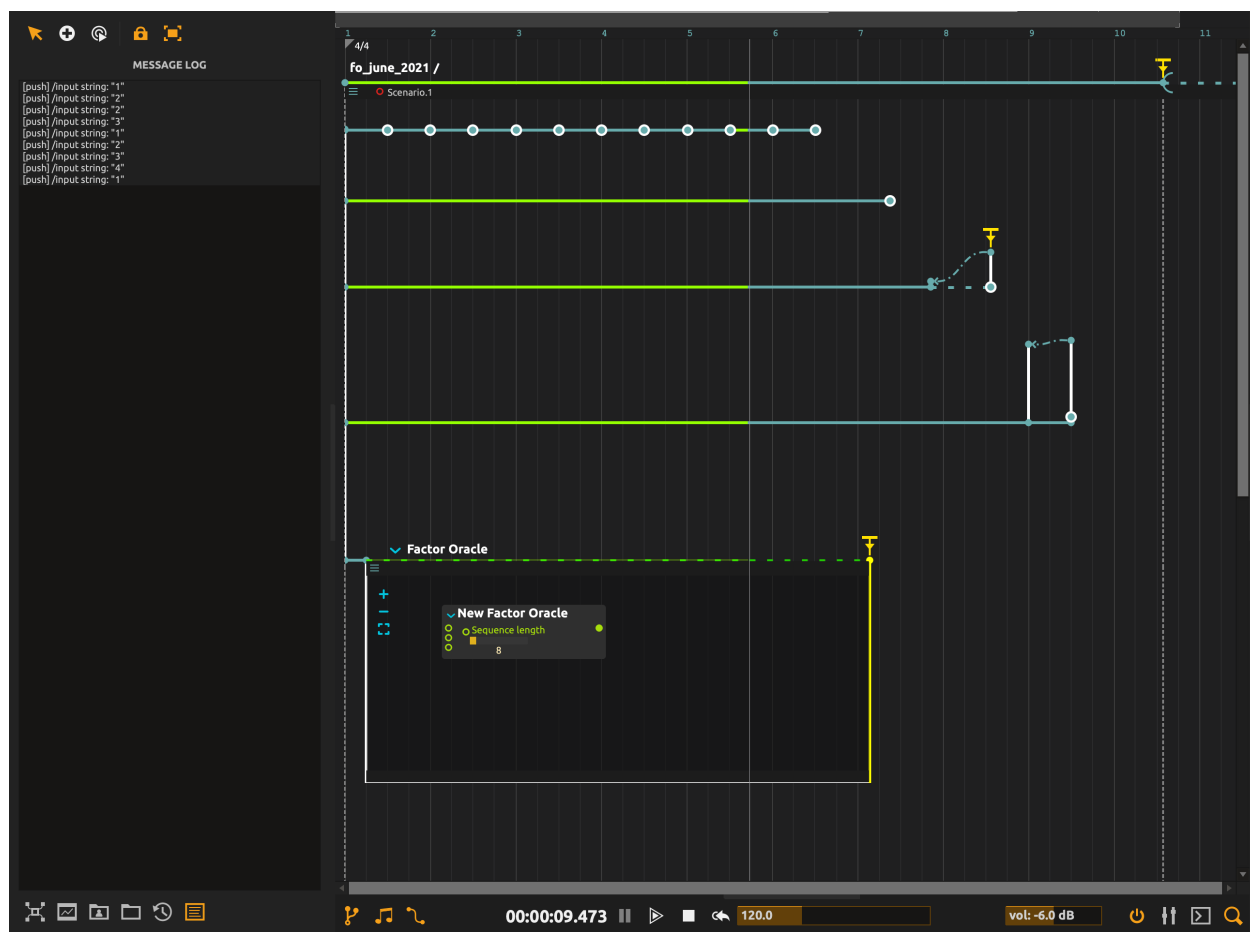 MESSAGE LOG
[push] /input string: "1"
[push] /input string: "2"
[push] /input string: "2"
[push] /input string: "3"
[push] /input string: "1"
[push] /input string: "2"
[push] /input string: "3"
[push] /input string: "4"
[push] /input string: "1"
1 2 3 4 5 6 7 8 9 10 11
4/4
fo_june_2021 /
Scenario.1
Factor Oracle
New Factor Oracle
Sequence length
8
00:00:09.473
120.0
vol: -6.0 dB